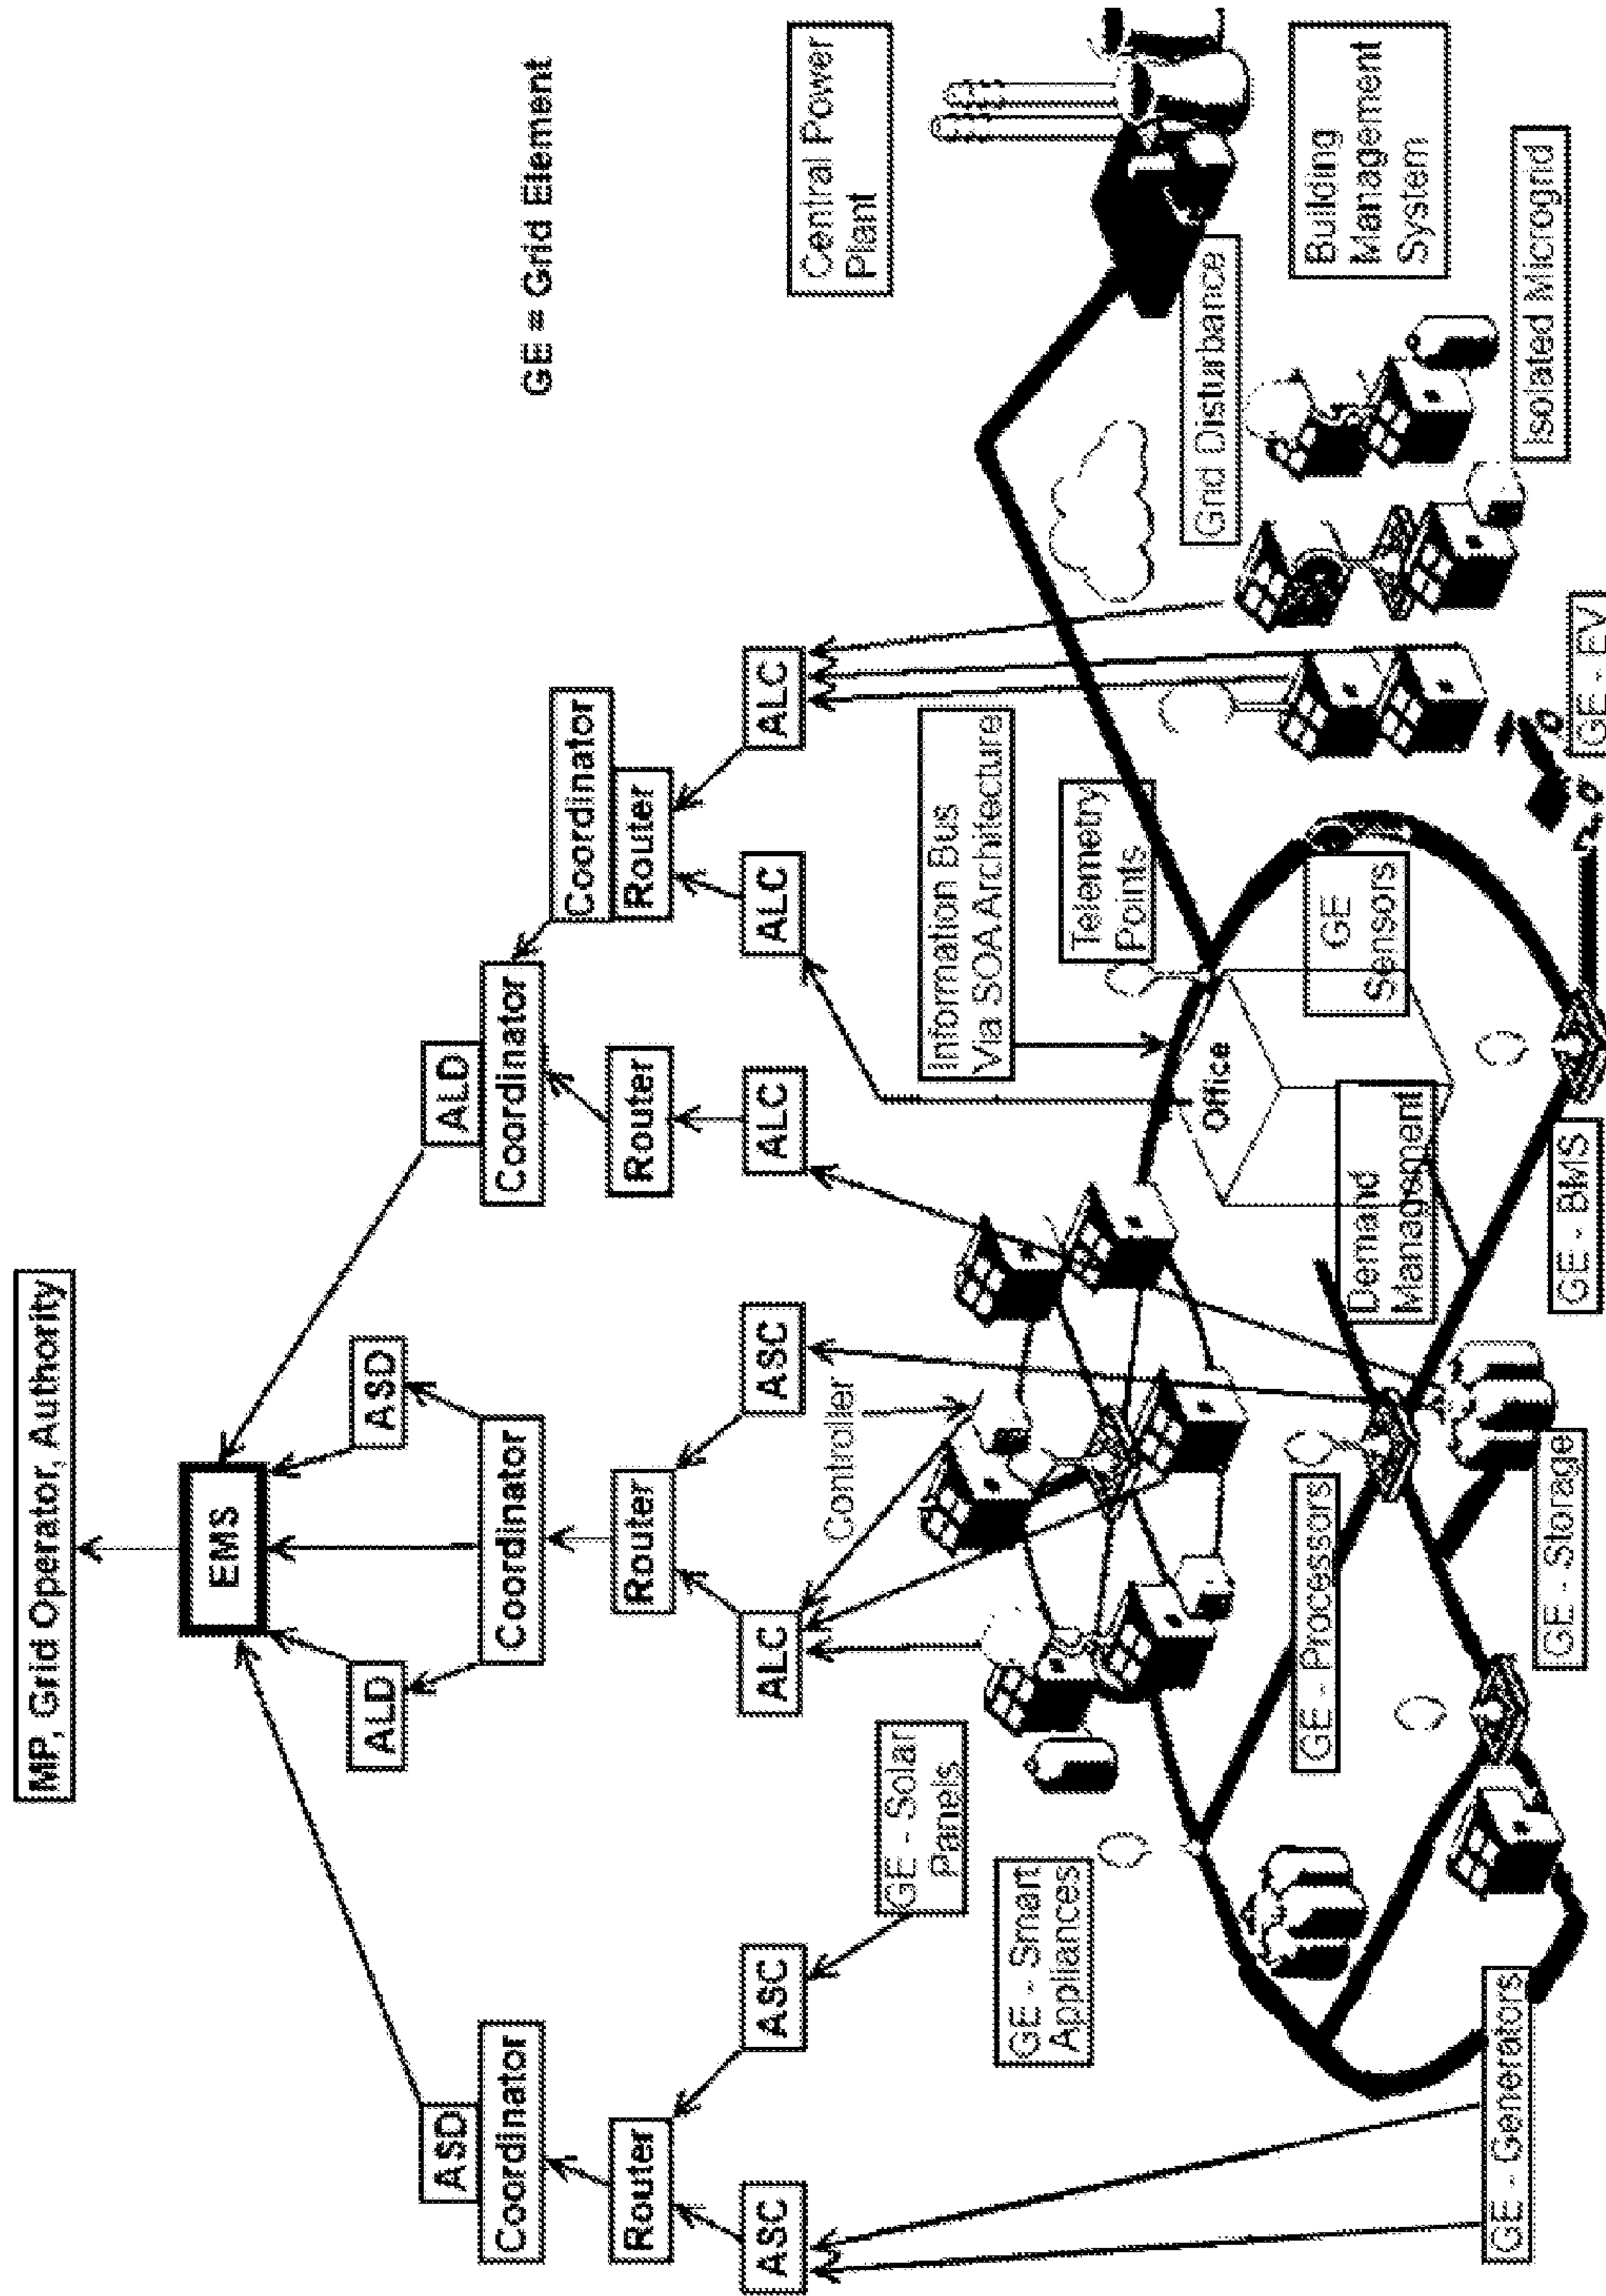 MP, Grid Operator, Authority
EMS
ALD
ASD
ASD
Coordinator
Coordinator
ALD
Coordinator
Coordinator
Router
Router
Router
Router
ASC
ASC
ALC
ASC
ALC
ALC
ALC
GE = Grid Element
GE - Solar
Panels
Controller
Information Bus
Via SOA Architecture
Central Power
Plant
GE - Smart
Appliances
Telemetry
Points
Grid Disturbance
Office
GE - Processors
Demand
Management
GE
Sensors
Building
Management
System
GE - Generators
GE - Storage
GE - BMS
GE - EV
Isolated Microgrid